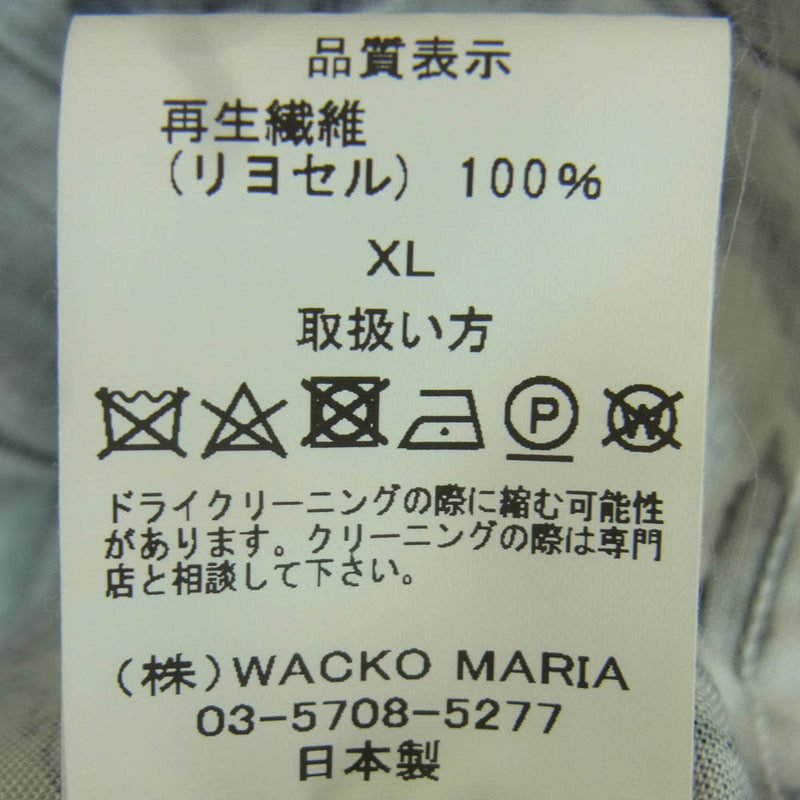 品質表示
再生繊維
(リヨセル) 100%
XL
取扱い方
P W
ドライクリーニングの際に縮む可能性
があります。クリーニングの際は専門
店と相談して下さい。
(株)WACKO MARIA
03-5708-5277
日本製